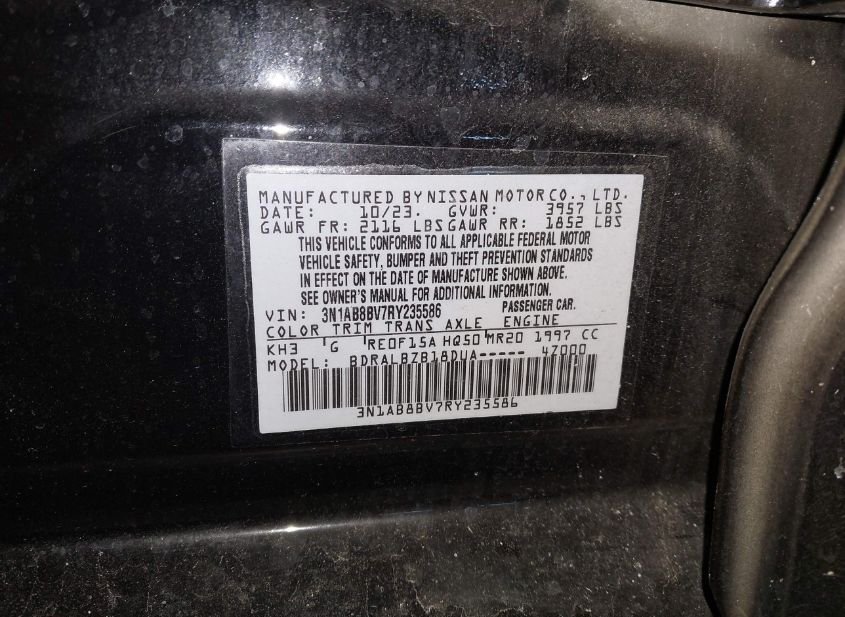 MANUFACTURED BY NISSAN MOTOR CO., LTD.
DATE: 10/23. GVWR: 3957 LBS
GAWR FR: 2116 LBS GAWR RR: 1852 LBS
THIS VEHICLE CONFORMS TO ALL APPLICABLE FEDERAL MOTOR
VEHICLE SAFETY, BUMPER AND THEFT PREVENTION STANDARDS
IN EFFECT ON THE DATE OF MANUFACTURE SHOWN ABOVE.
SEE OWNER'S MANUAL FOR ADDITIONAL INFORMATION.
VIN: 3N1AB8BV7RY235586 PASSENGER CAR.
COLOR TRIM TRANS AXLE ENGINE
KH3 G RE0F15A HQ50 MR20 1997 CC
MODEL: BDRALBZB18DUA----- 4Z000
3N1AB8BV7RY235586